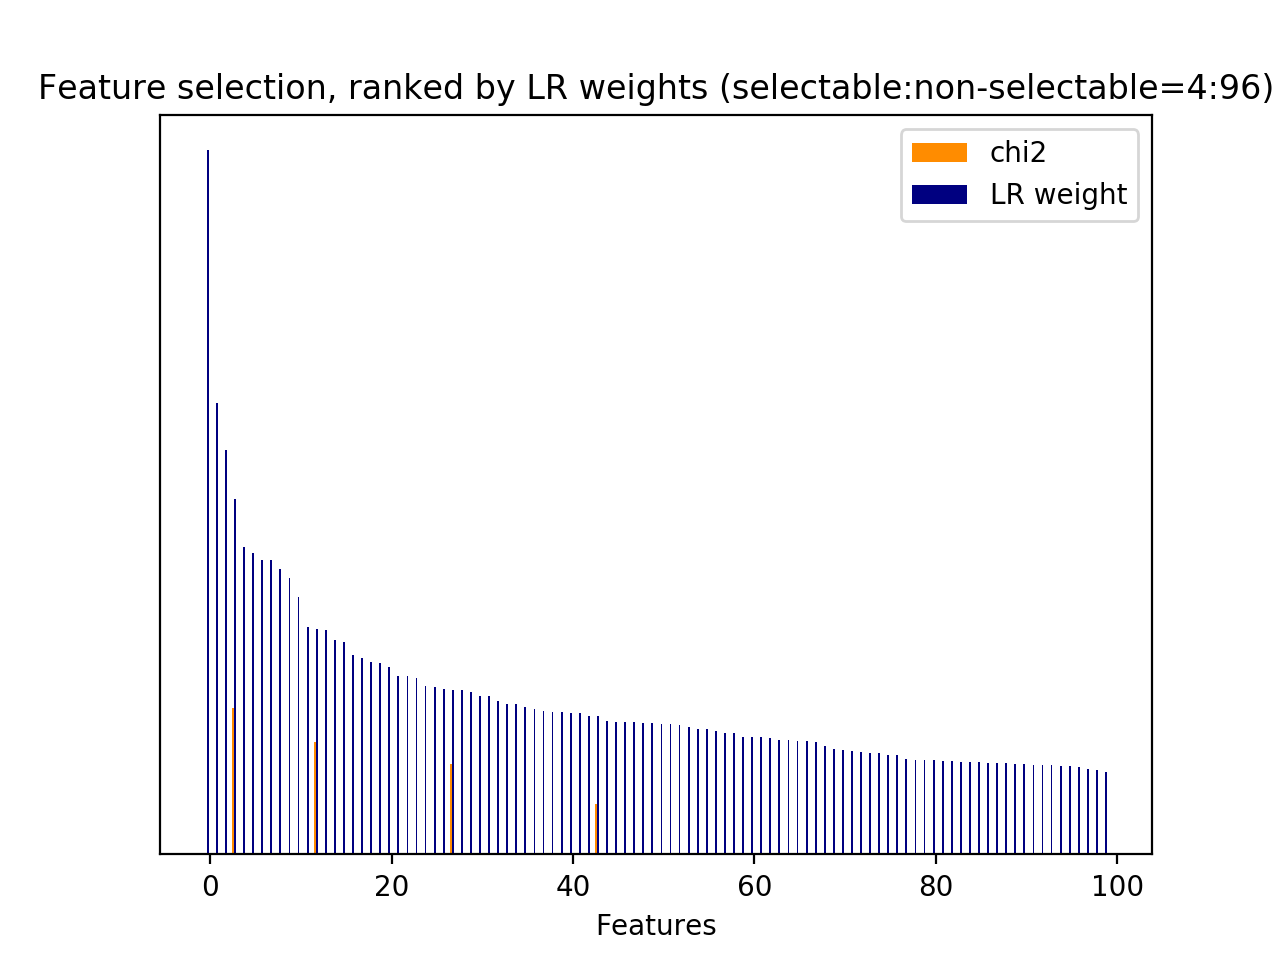 Feature selection, ranked by LR weights (selectable:non-selectable=4:96)
chi2
LR weight
0 20 40 60 80 100
Features